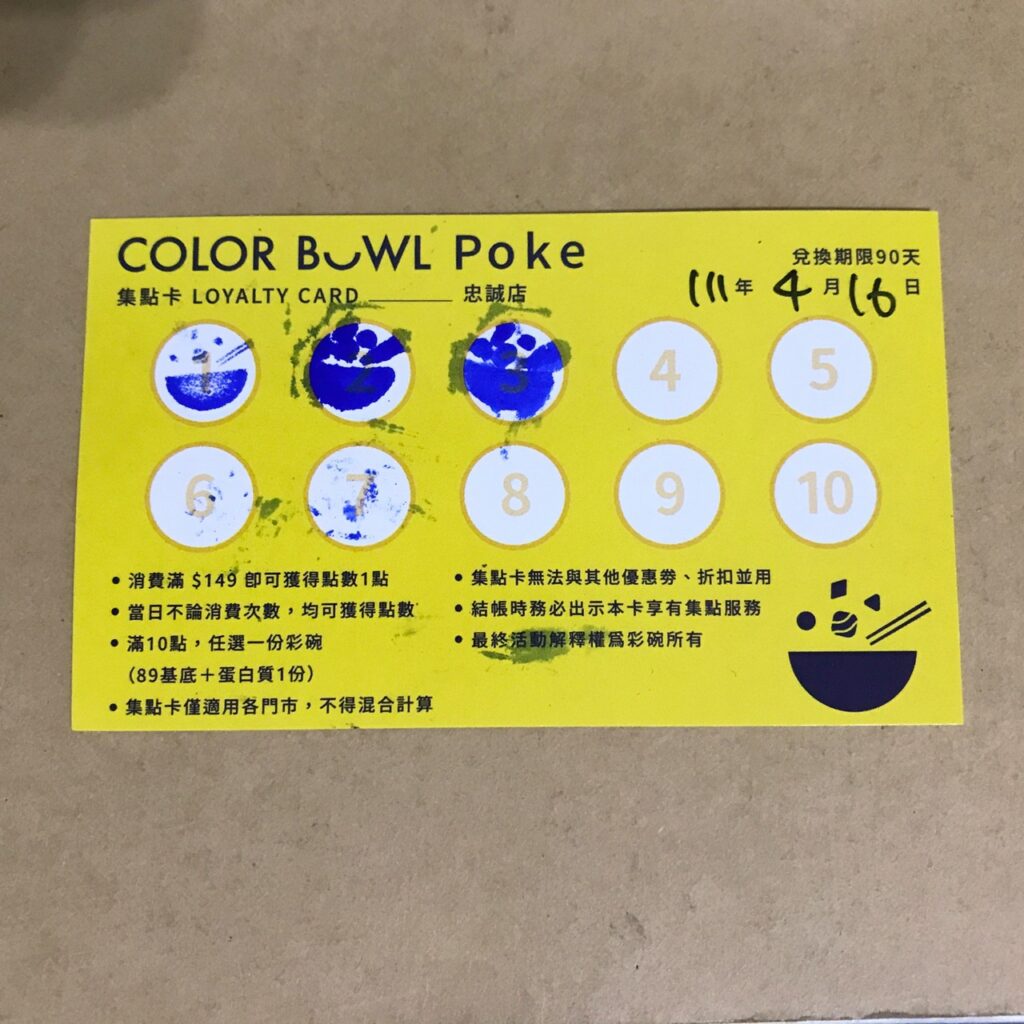 COLOR BOWL Poke
兌換期限90天
集點卡 LOYALTY CARD ________ 忠誠店
111年 4月16日
1 2 3 4 5
6 7 8 9 10
• 消費滿 $149 即可獲得點數1點
• 當日不論消費次數，均可獲得點數
• 滿10點，任選一份彩碗
（89基底＋蛋白質1份）
• 集點卡僅適用各門市，不得混合計算
• 集點卡無法與其他優惠券、折扣並用
• 結帳時務必出示本卡享有集點服務
• 最終活動解釋權爲彩碗所有